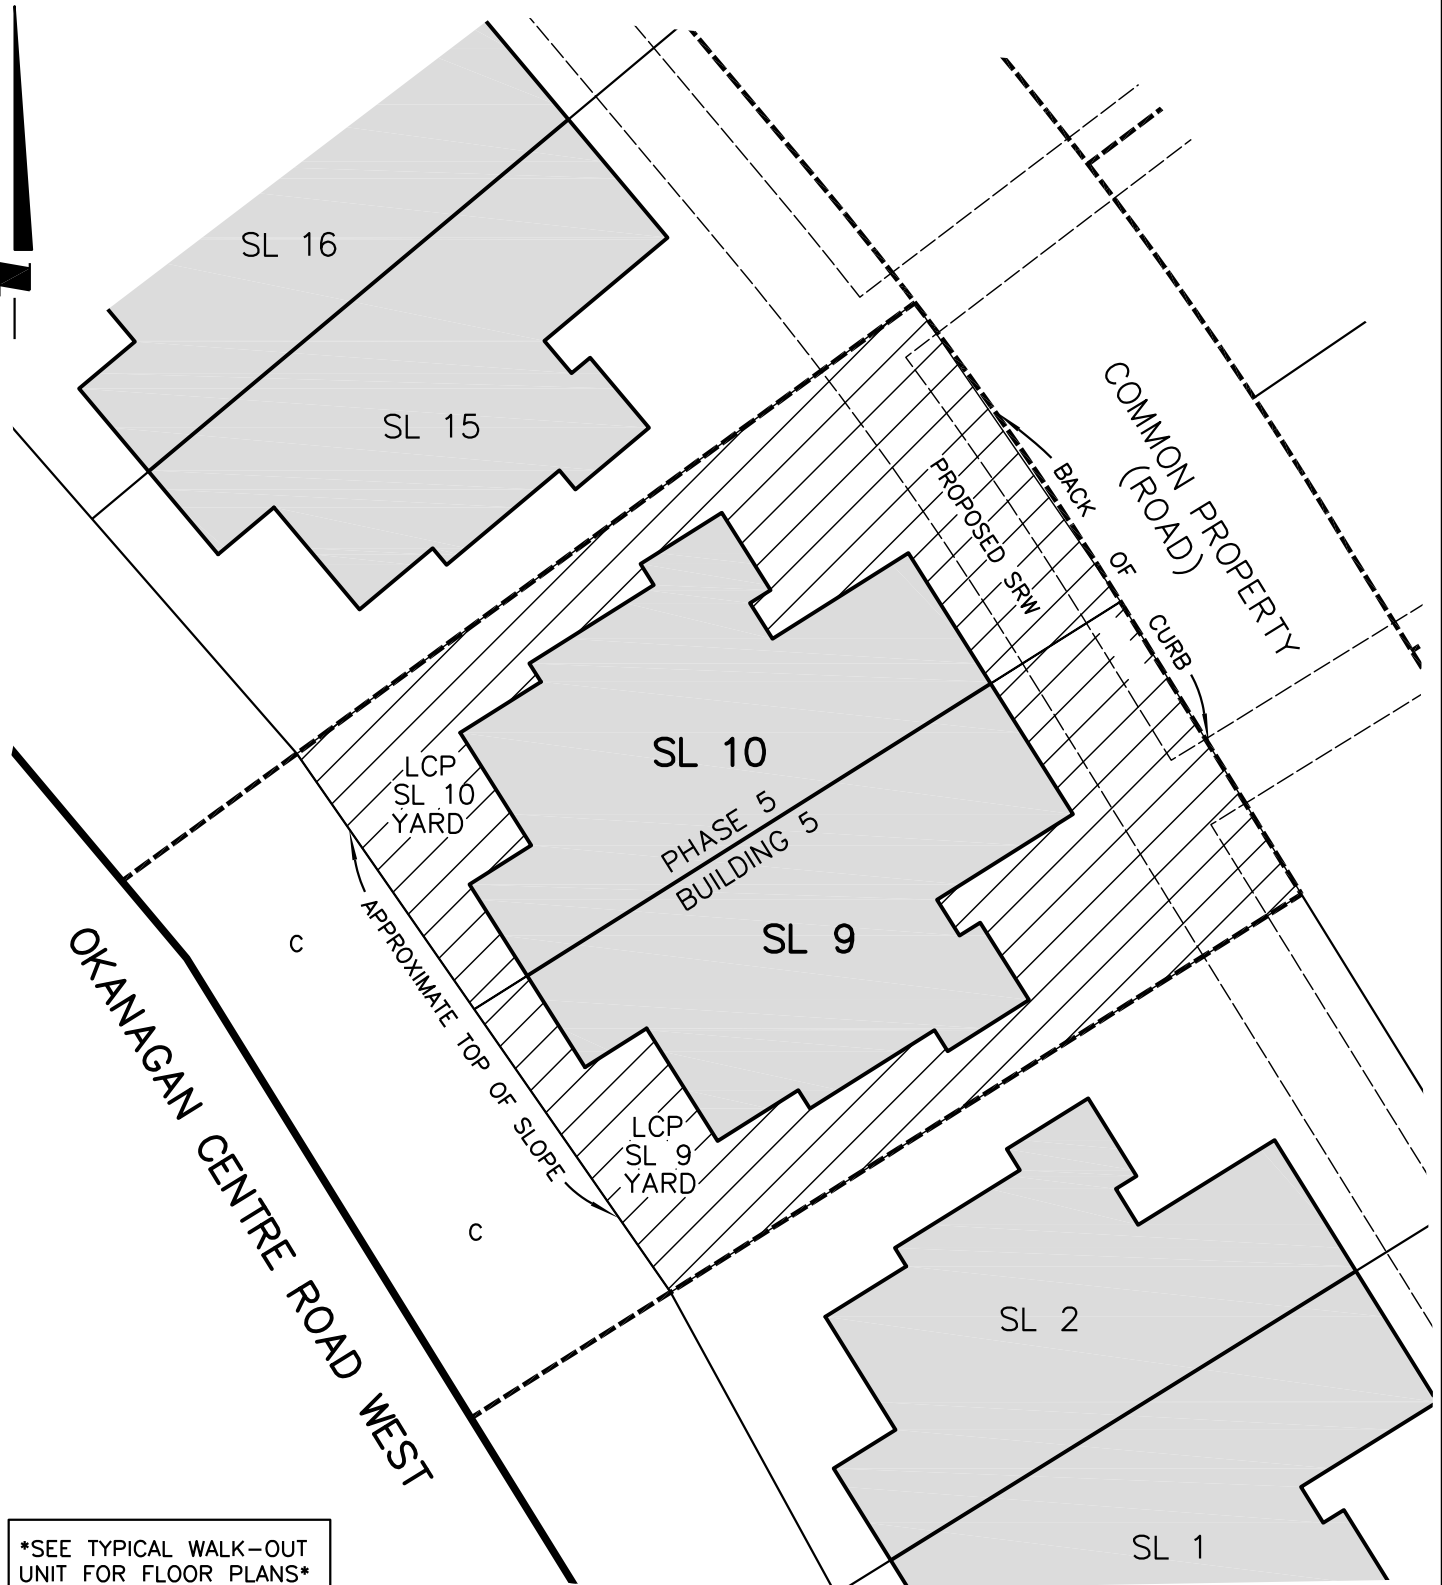 SL 16
SL 15
COMMON PROPERTY
(ROAD)
BACK OF CURB
PROPOSED SRW
SL 10
LCP
SL 10
YARD
PHASE 5
BUILDING 5
SL 9
C
APPROXIMATE TOP OF SLOPE
OKANAGAN CENTRE ROAD WEST
LCP
SL 9
YARD
C
SL 2
SL 1
*SEE TYPICAL WALK-OUT
UNIT FOR FLOOR PLANS*